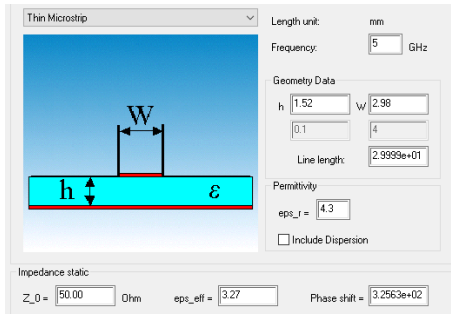 Thin Microstrip
Length unit: mm
Frequency: 5 GHz
W
h
ε
Geometry Data
h 1.52 W 2.98
0.1 4
Line length: 2.9999e+01
Permittivity
eps_r = 4.3
Include Dispersion
Impedance static
Z_0 = 50.00 Ohm eps_eff = 3.27 Phase shift = 3.2563e+02